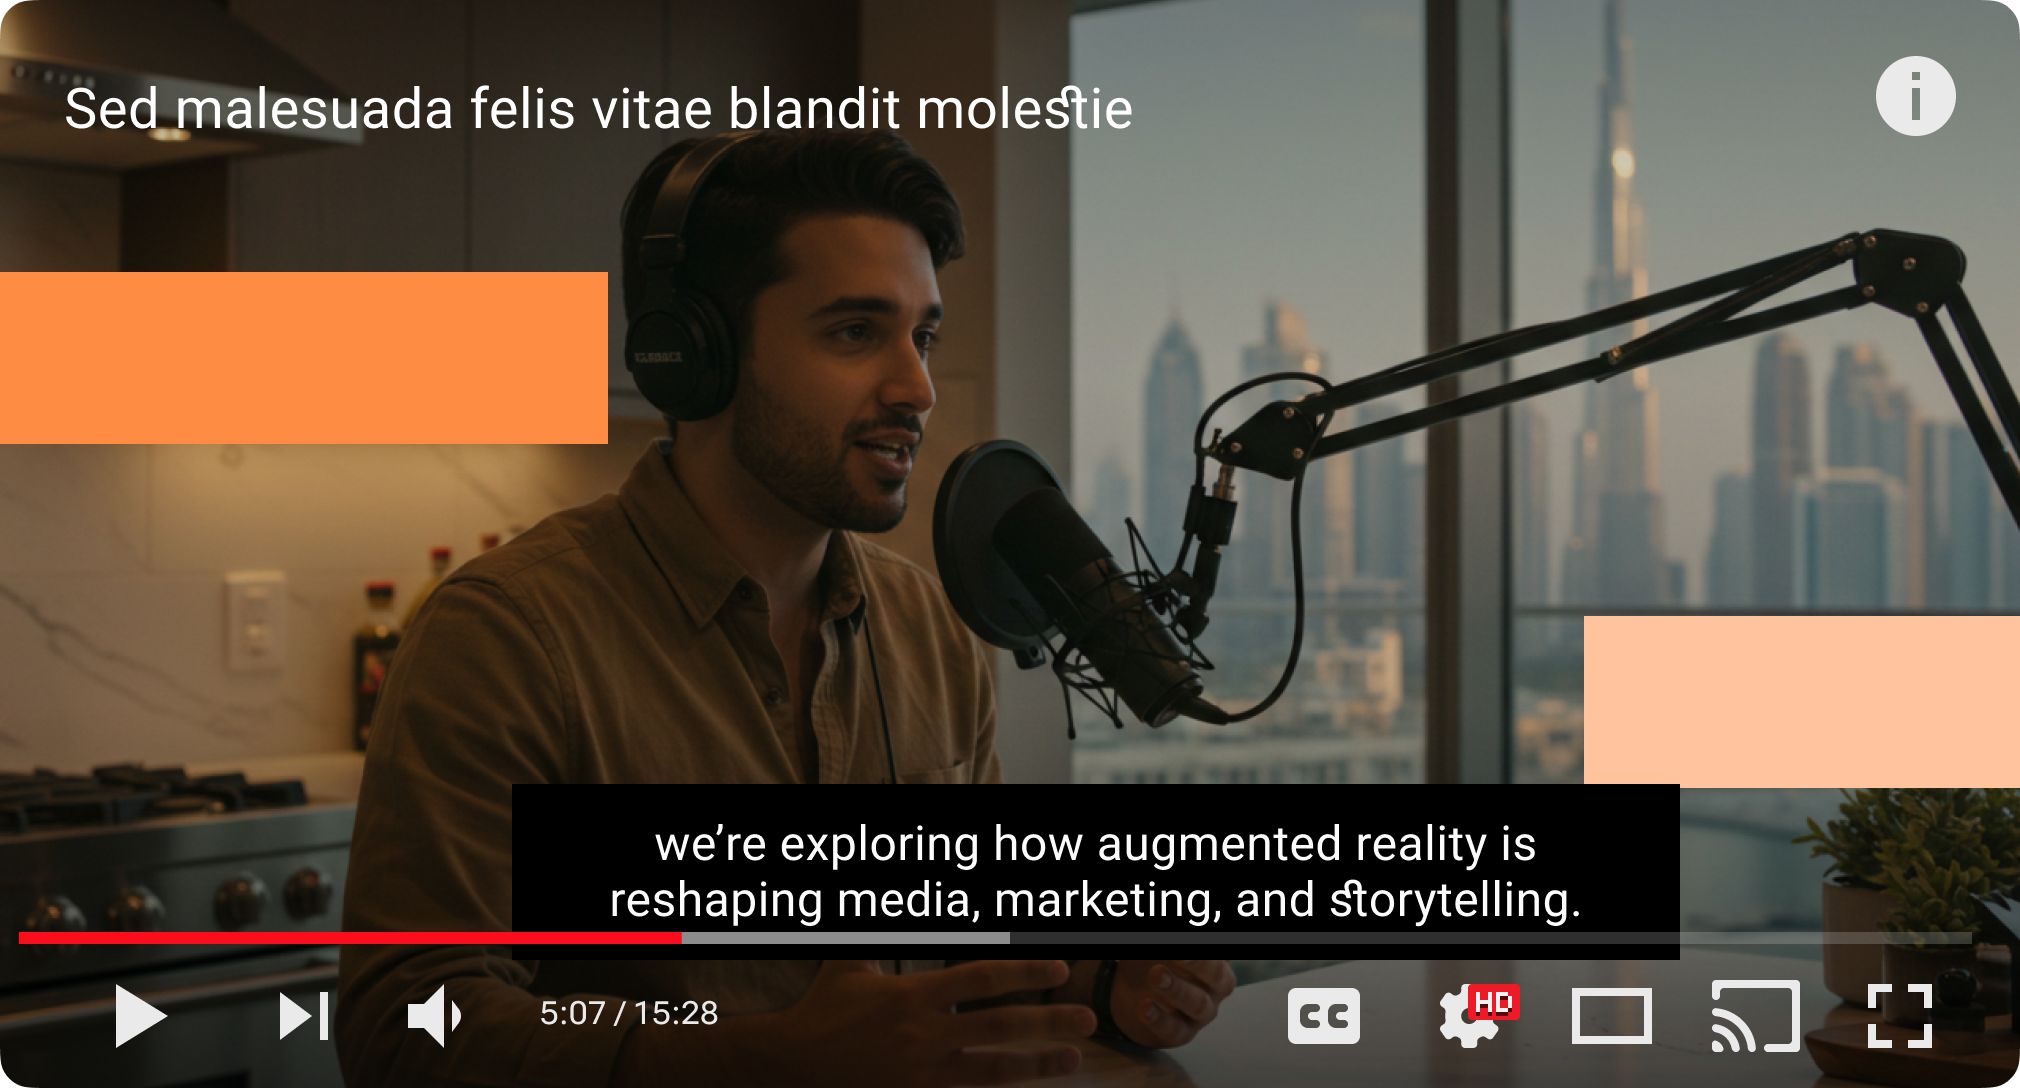 Sed malesuada felis vitae blandit molestie
we’re exploring how augmented reality is
reshaping media, marketing, and storytelling.
5:07 / 15:28
CC
HD